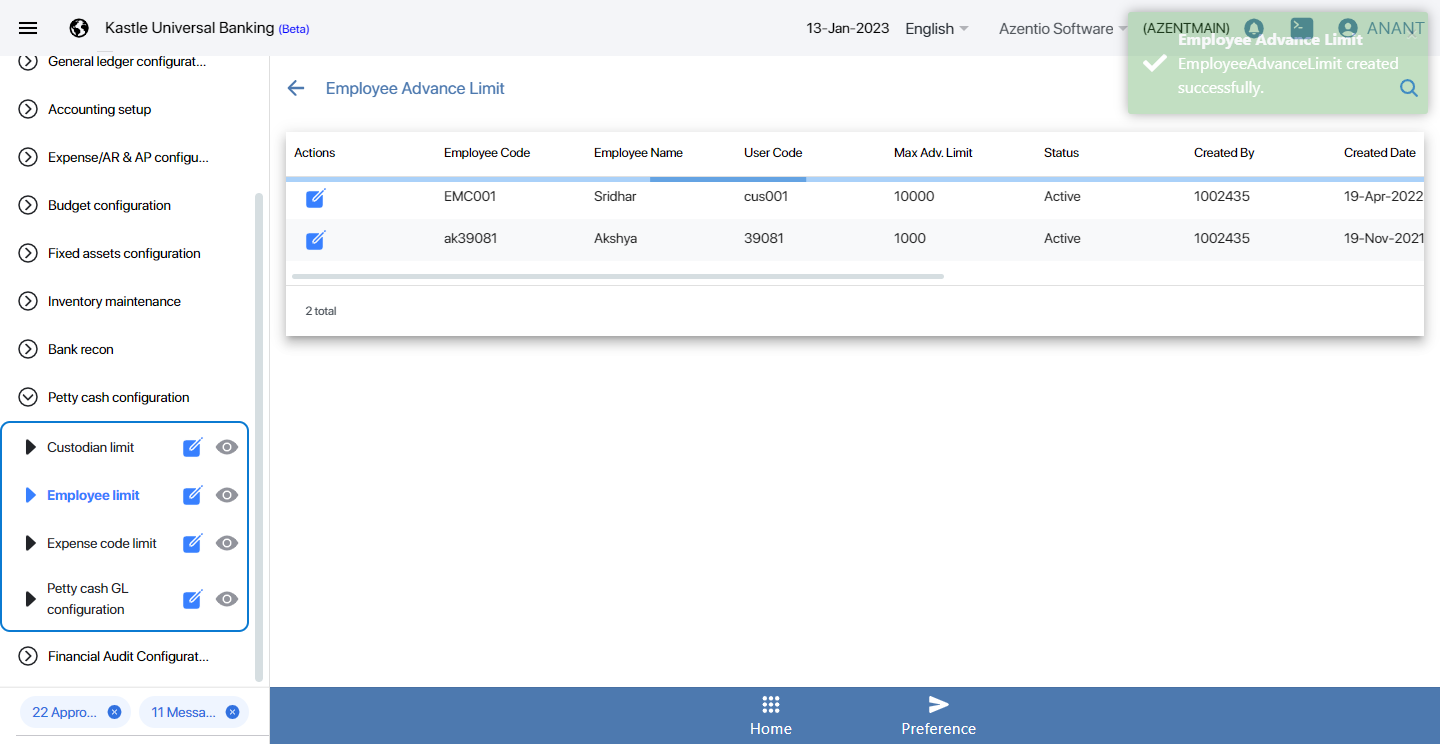 Kastle Universal Banking (Beta)
13-Jan-2023
English
Azentio Software
(AZENTMAIN)
ANANT
Employee Advance Limit
EmployeeAdvanceLimit created
successfully.
General ledger configurat...
Accounting setup
Expense/AR & AP configu...
Budget configuration
Fixed assets configuration
Inventory maintenance
Bank recon
Petty cash configuration
Custodian limit
Employee limit
Expense code limit
Petty cash GL
configuration
Financial Audit Configurat...
22 Appro...
11 Messa...
Employee Advance Limit
Actions Employee Code Employee Name User Code Max Adv. Limit Status Created By Created Date
EMC001 Sridhar cus001 10000 Active 1002435 19-Apr-2022
ak39081 Akshya 39081 1000 Active 1002435 19-Nov-2021
2 total
Home
Preference